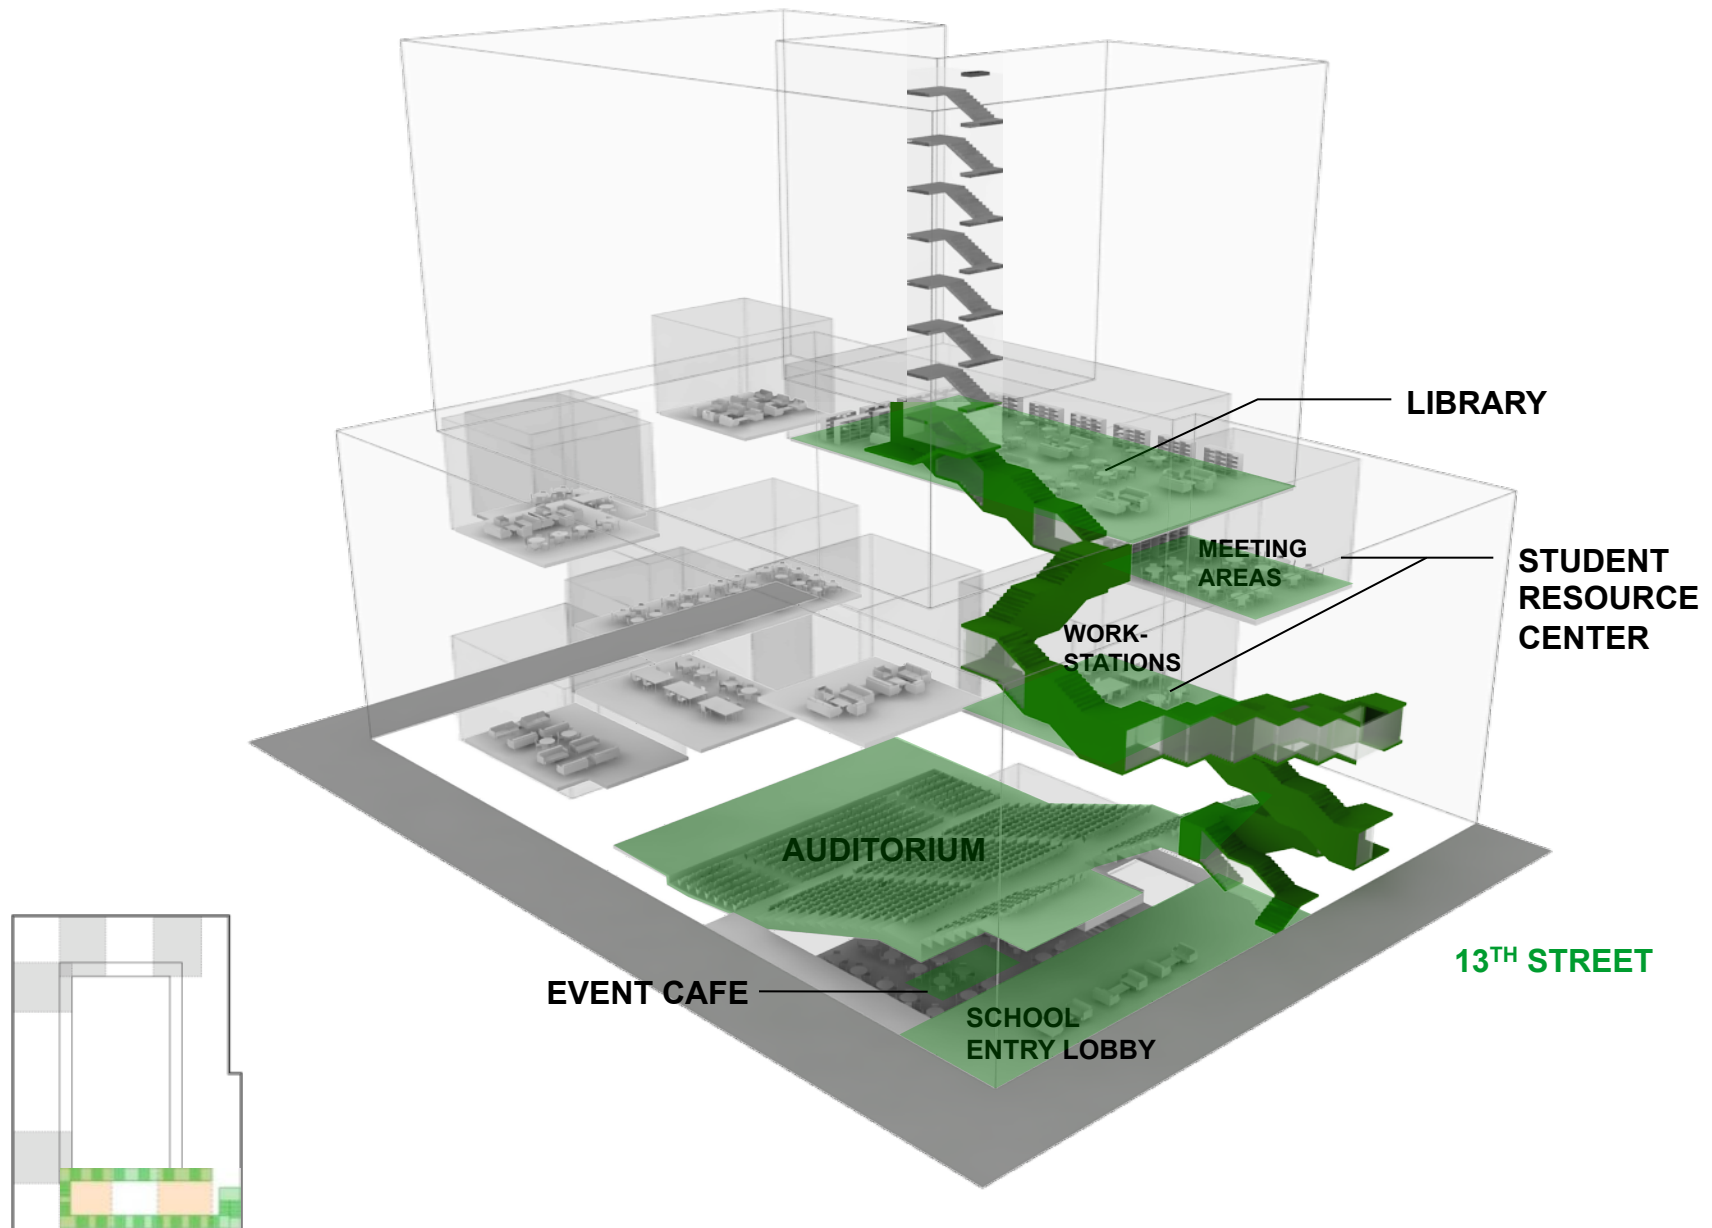 LIBRARY
MEETING
AREAS
STUDENT
RESOURCE
CENTER
WORK-
STATIONS
AUDITORIUM
13TH STREET
EVENT CAFE
SCHOOL
ENTRY LOBBY